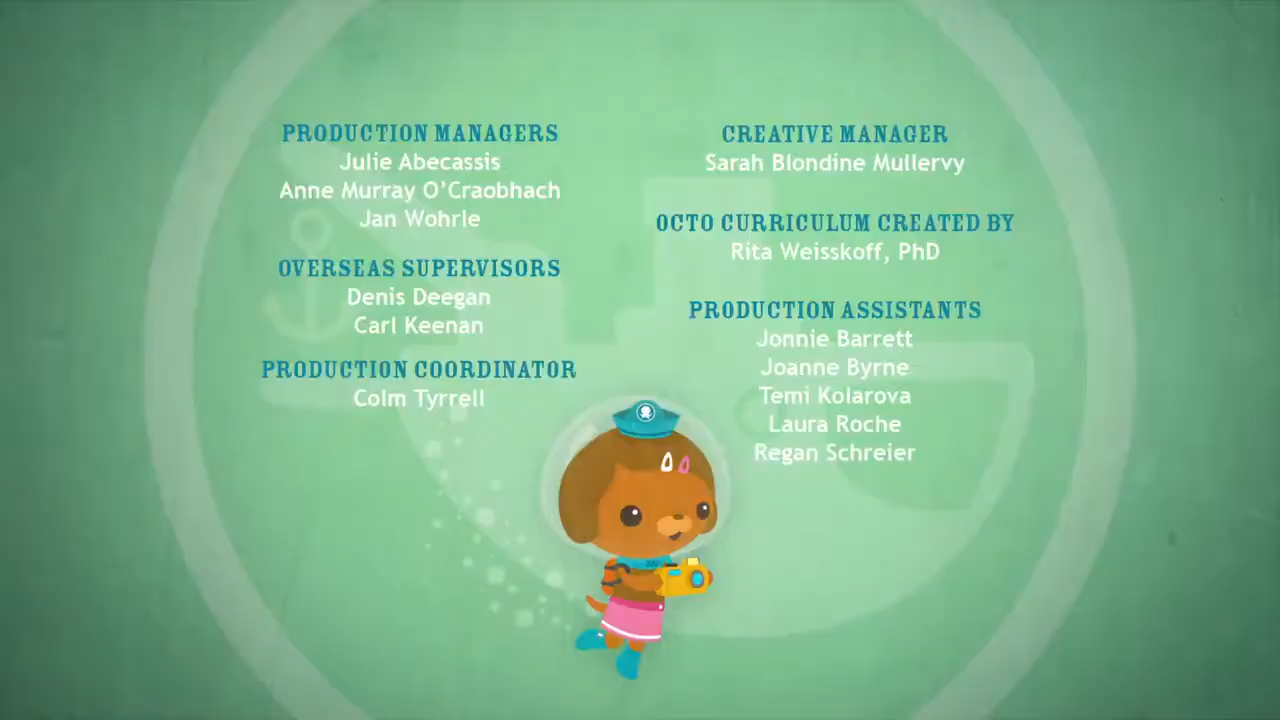 PRODUCTION MANAGERS
Julie Abecassis
Anne Murray O'Craobhach
Jan Wohrle
OVERSEAS SUPERVISORS
Denis Deegan
Carl Keenan
PRODUCTION COORDINATOR
Colm Tyrrell
CREATIVE MANAGER
Sarah Blondine Mullervy
OCTO CURRICULUM CREATED BY
Rita Weisskoff, PhD
PRODUCTION ASSISTANTS
Jonnie Barrett
Joanne Byrne
Temi Kolarova
Laura Roche
Regan Schreier